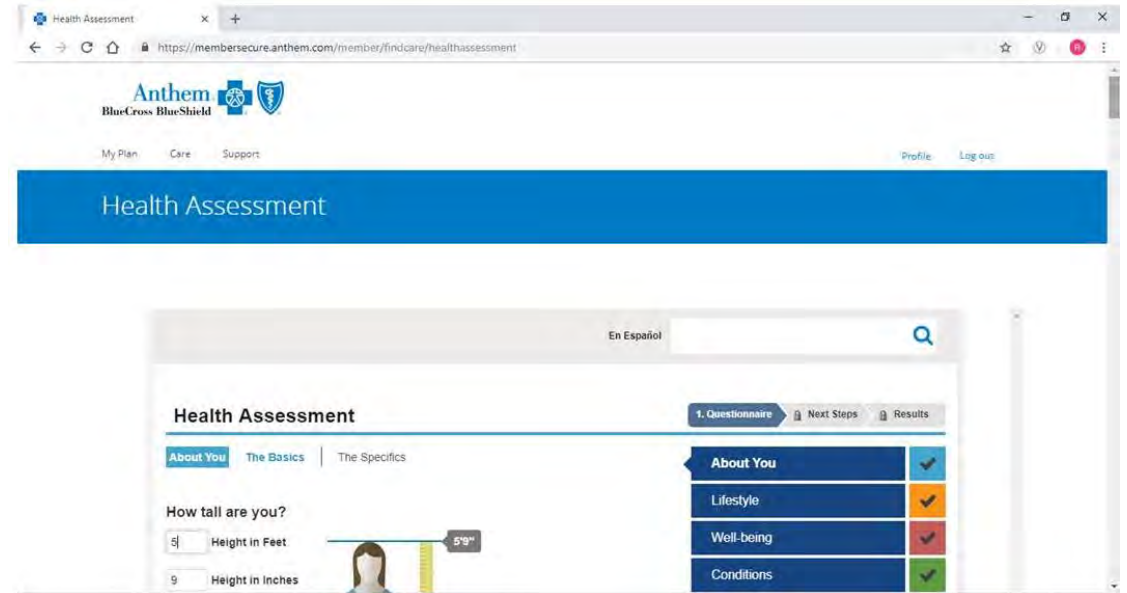 Health Assessment
https://membersecure.anthem.com/member/findcare/healthassessment
Anthem
BlueCross BlueShield
My Plan Care Support Profile Log out
Health Assessment
En Español
Health Assessment
1. Questionnaire Next Steps Results
About You The Basics The Specifics
About You
Lifestyle
How tall are you?
5 Height in Feet
5'9"
Well-being
9 Height in Inches
Conditions